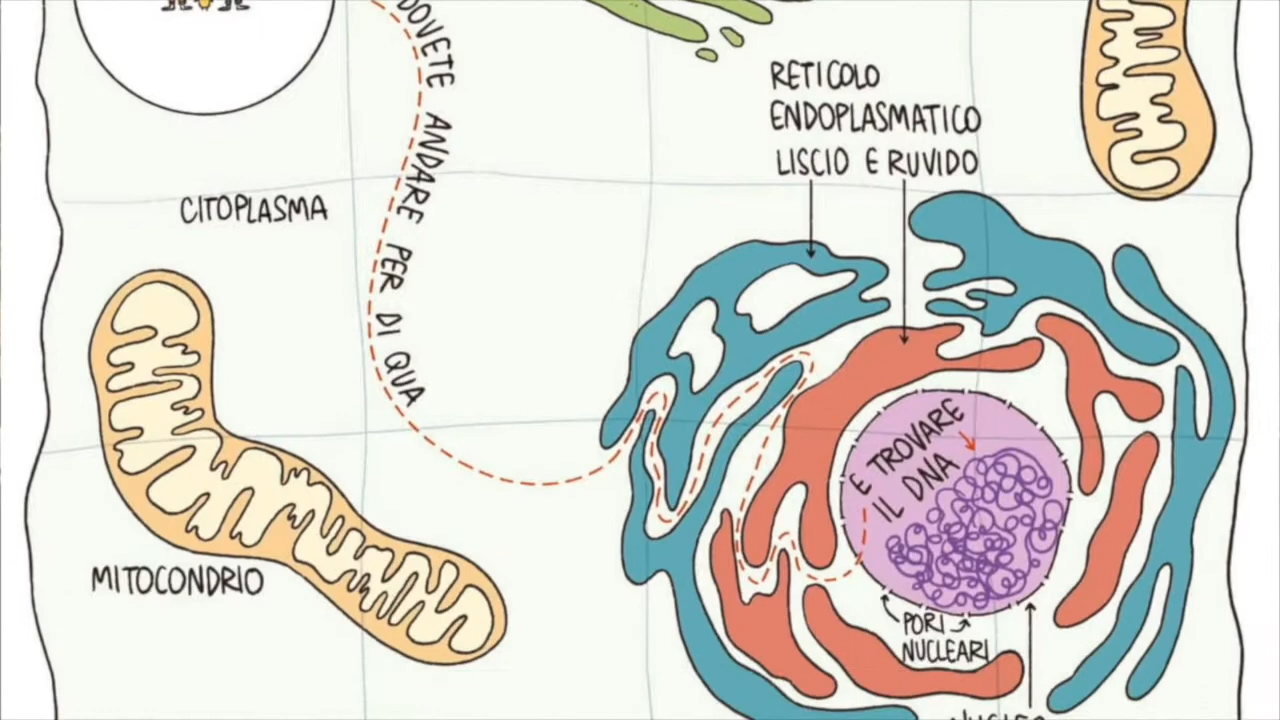 DOVETE ANDARE PER DI QUA
RETICOLO
ENDOPLASMATICO
LISCIO E RUVIDO
CITOPLASMA
E TROVARE
IL DNA
MITOCONDRIO
PORI
NUCLEARI